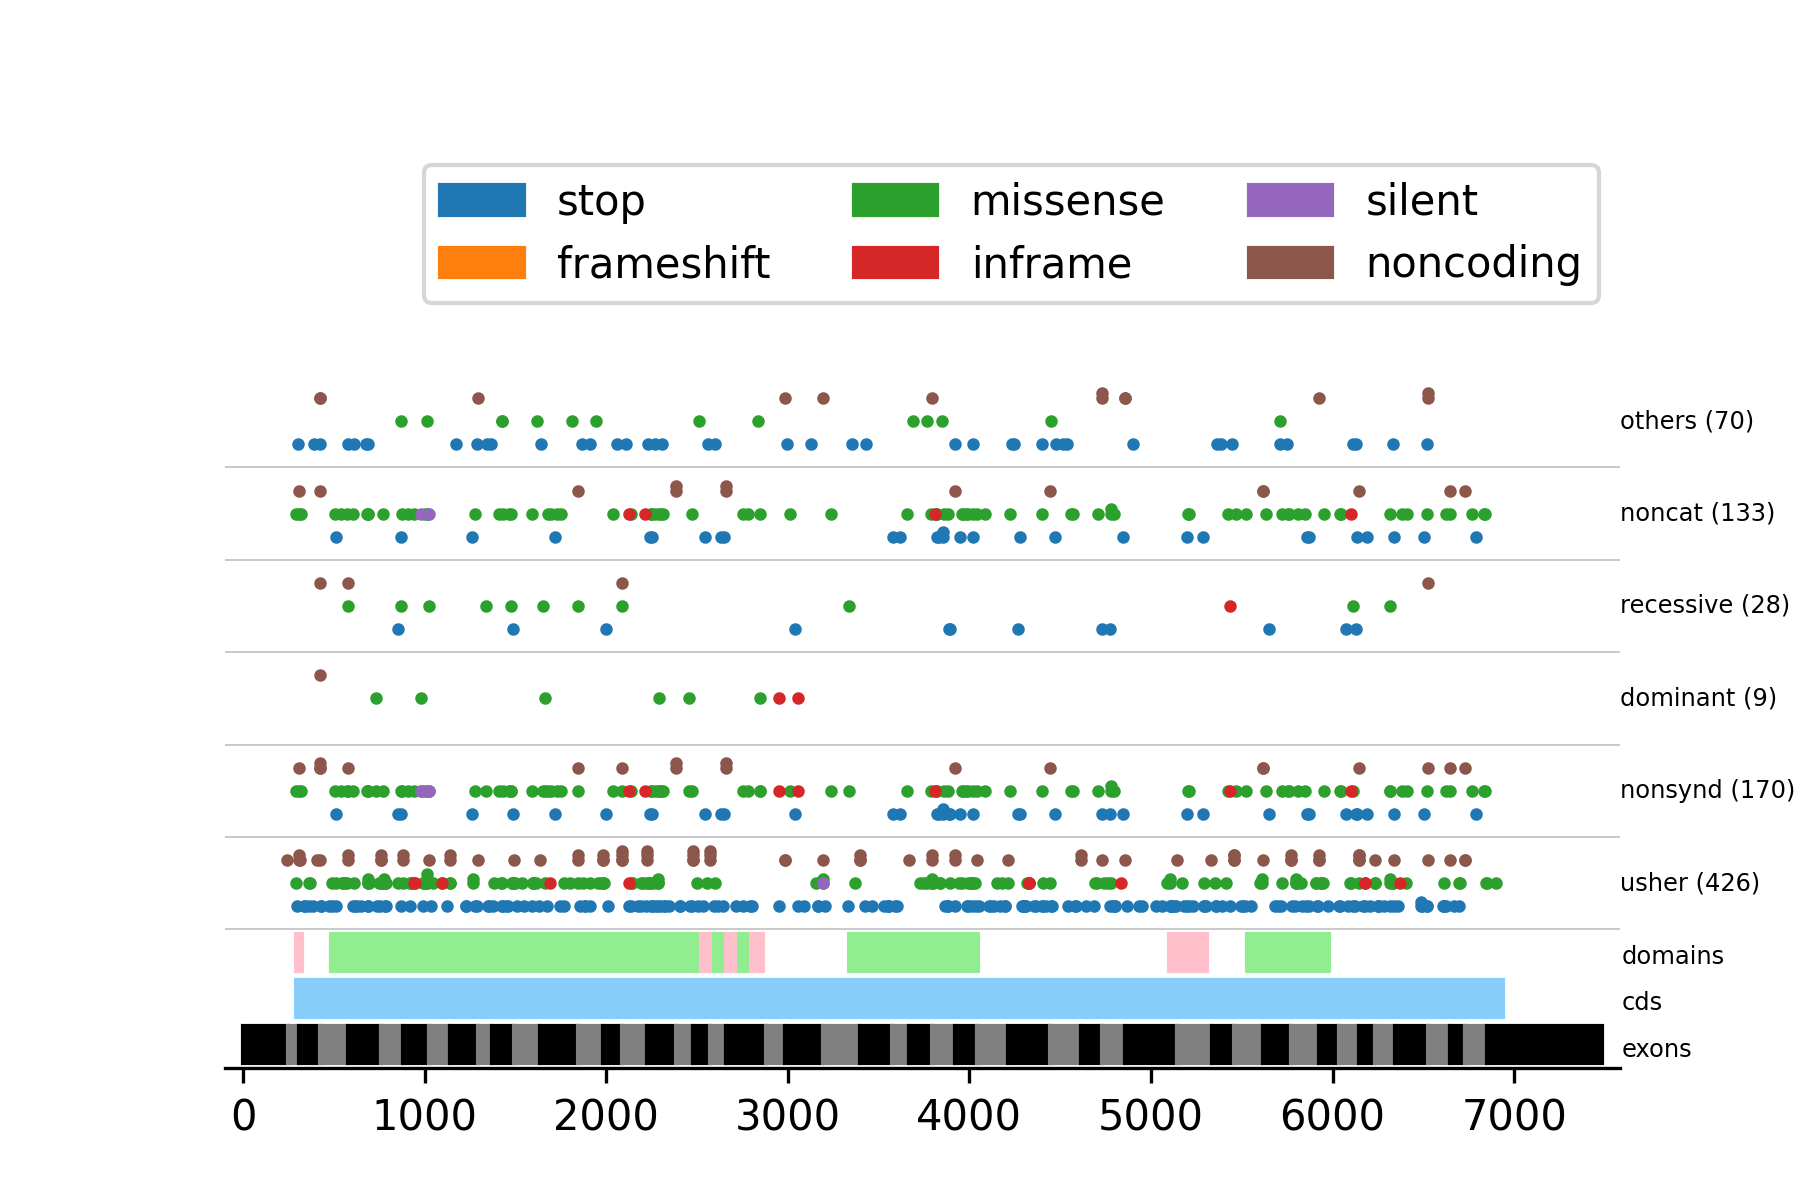 stop missense silent
frameshift inframe noncoding
others (70)
noncat (133)
recessive (28)
dominant (9)
nonsynd (170)
usher (426)
domains
cds
exons
0 1000 2000 3000 4000 5000 6000 7000